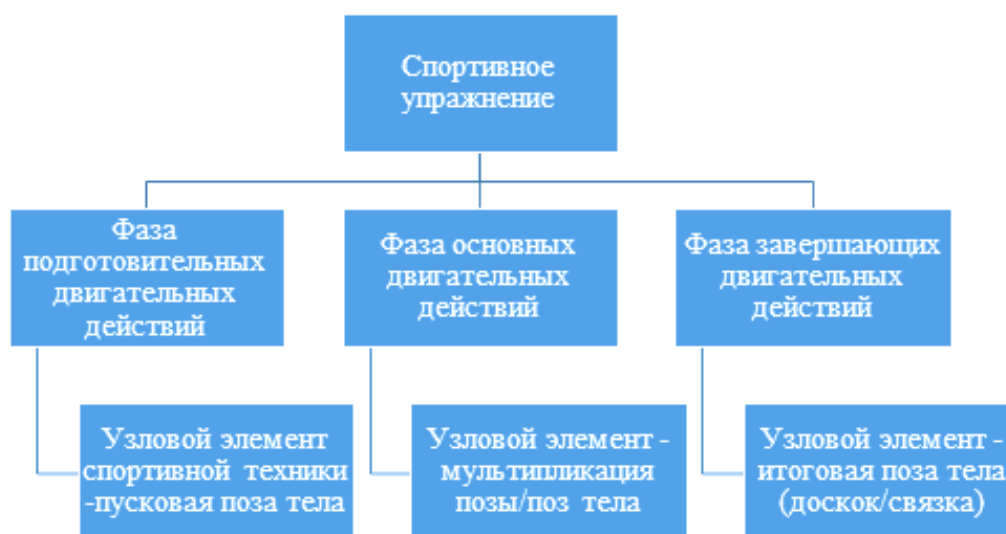 Спортивное
упражнение
Фаза
подготовительных
двигательных
действий
Фаза основных
двигательных
действий
Фаза завершающих
двигательных
действий
Узловой элемент
спортивной техники
-пусковая поза тела
Узловой элемент -
мультипликация
позы/поз тела
Узловой элемент -
итоговая поза тела
(доскок/связка)